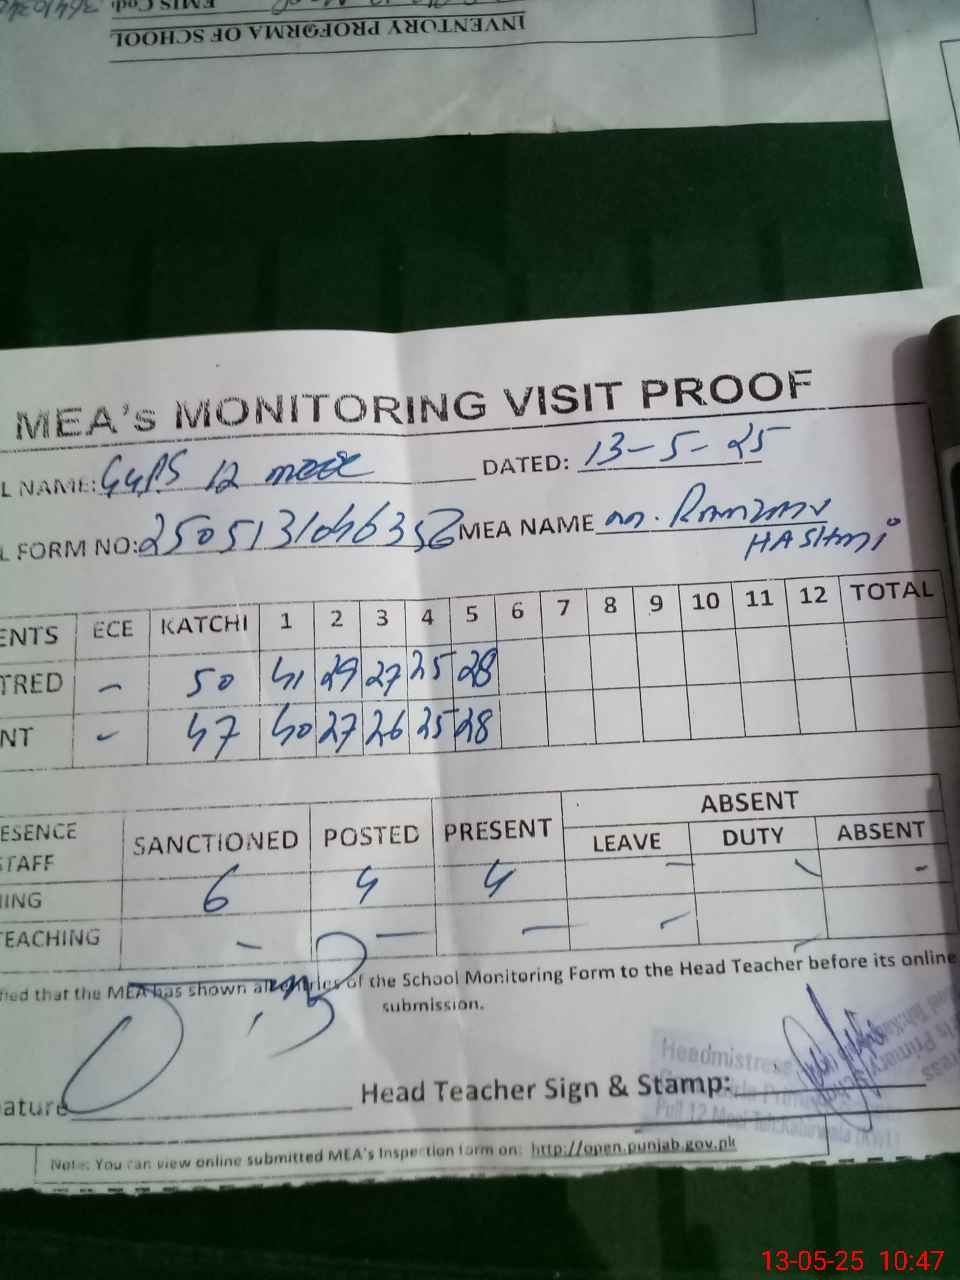 INVENTORY PROFORMA OF SCHOOL
MEA's MONITORING VISIT PROOF
L NAME: GGPS 12 DATED: 13-5-25
L FORM NO: MEA NAME m. Ramzan
HASHmi
ENTS ECE KATCHI 1 2 3 4 5 6 7 8 9 10 11 12 TOTAL
TRED - 50 41 29 27 25 28
NT - 47 40 27 26 25 28
ESENCE SANCTIONED POSTED PRESENT ABSENT
STAFF LEAVE DUTY ABSENT
ING 6 4 4 - - -
TEACHING - - - - -
fied that the MEA has shown all entries of the School Monitoring Form to the Head Teacher before its online
submission.
Headmistress
ature Head Teacher Sign & Stamp:
Note: You can view online submitted MEA's Inspection form on: http://open.punjab.gov.pk
13-05-25 10:47